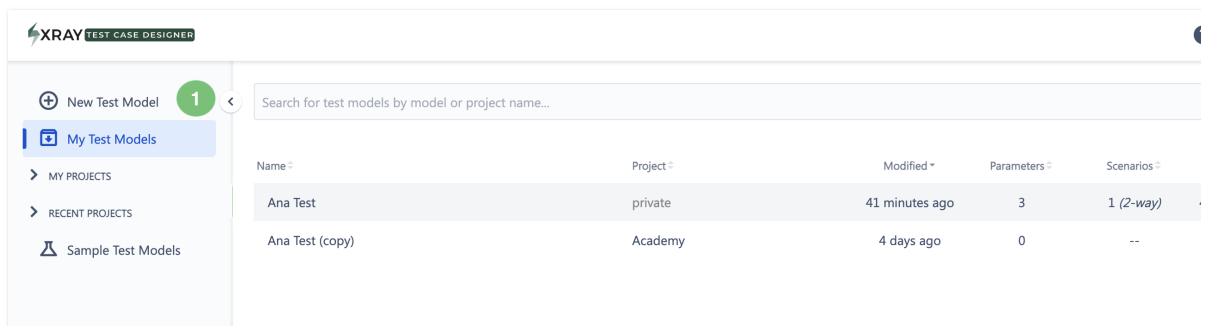 XRAY TEST CASE DESIGNER
New Test Model 1
My Test Models
MY PROJECTS
RECENT PROJECTS
Sample Test Models
Search for test models by model or project name...
Name Project Modified Parameters Scenarios
Ana Test private 41 minutes ago 3 1 (2-way)
Ana Test (copy) Academy 4 days ago 0 --